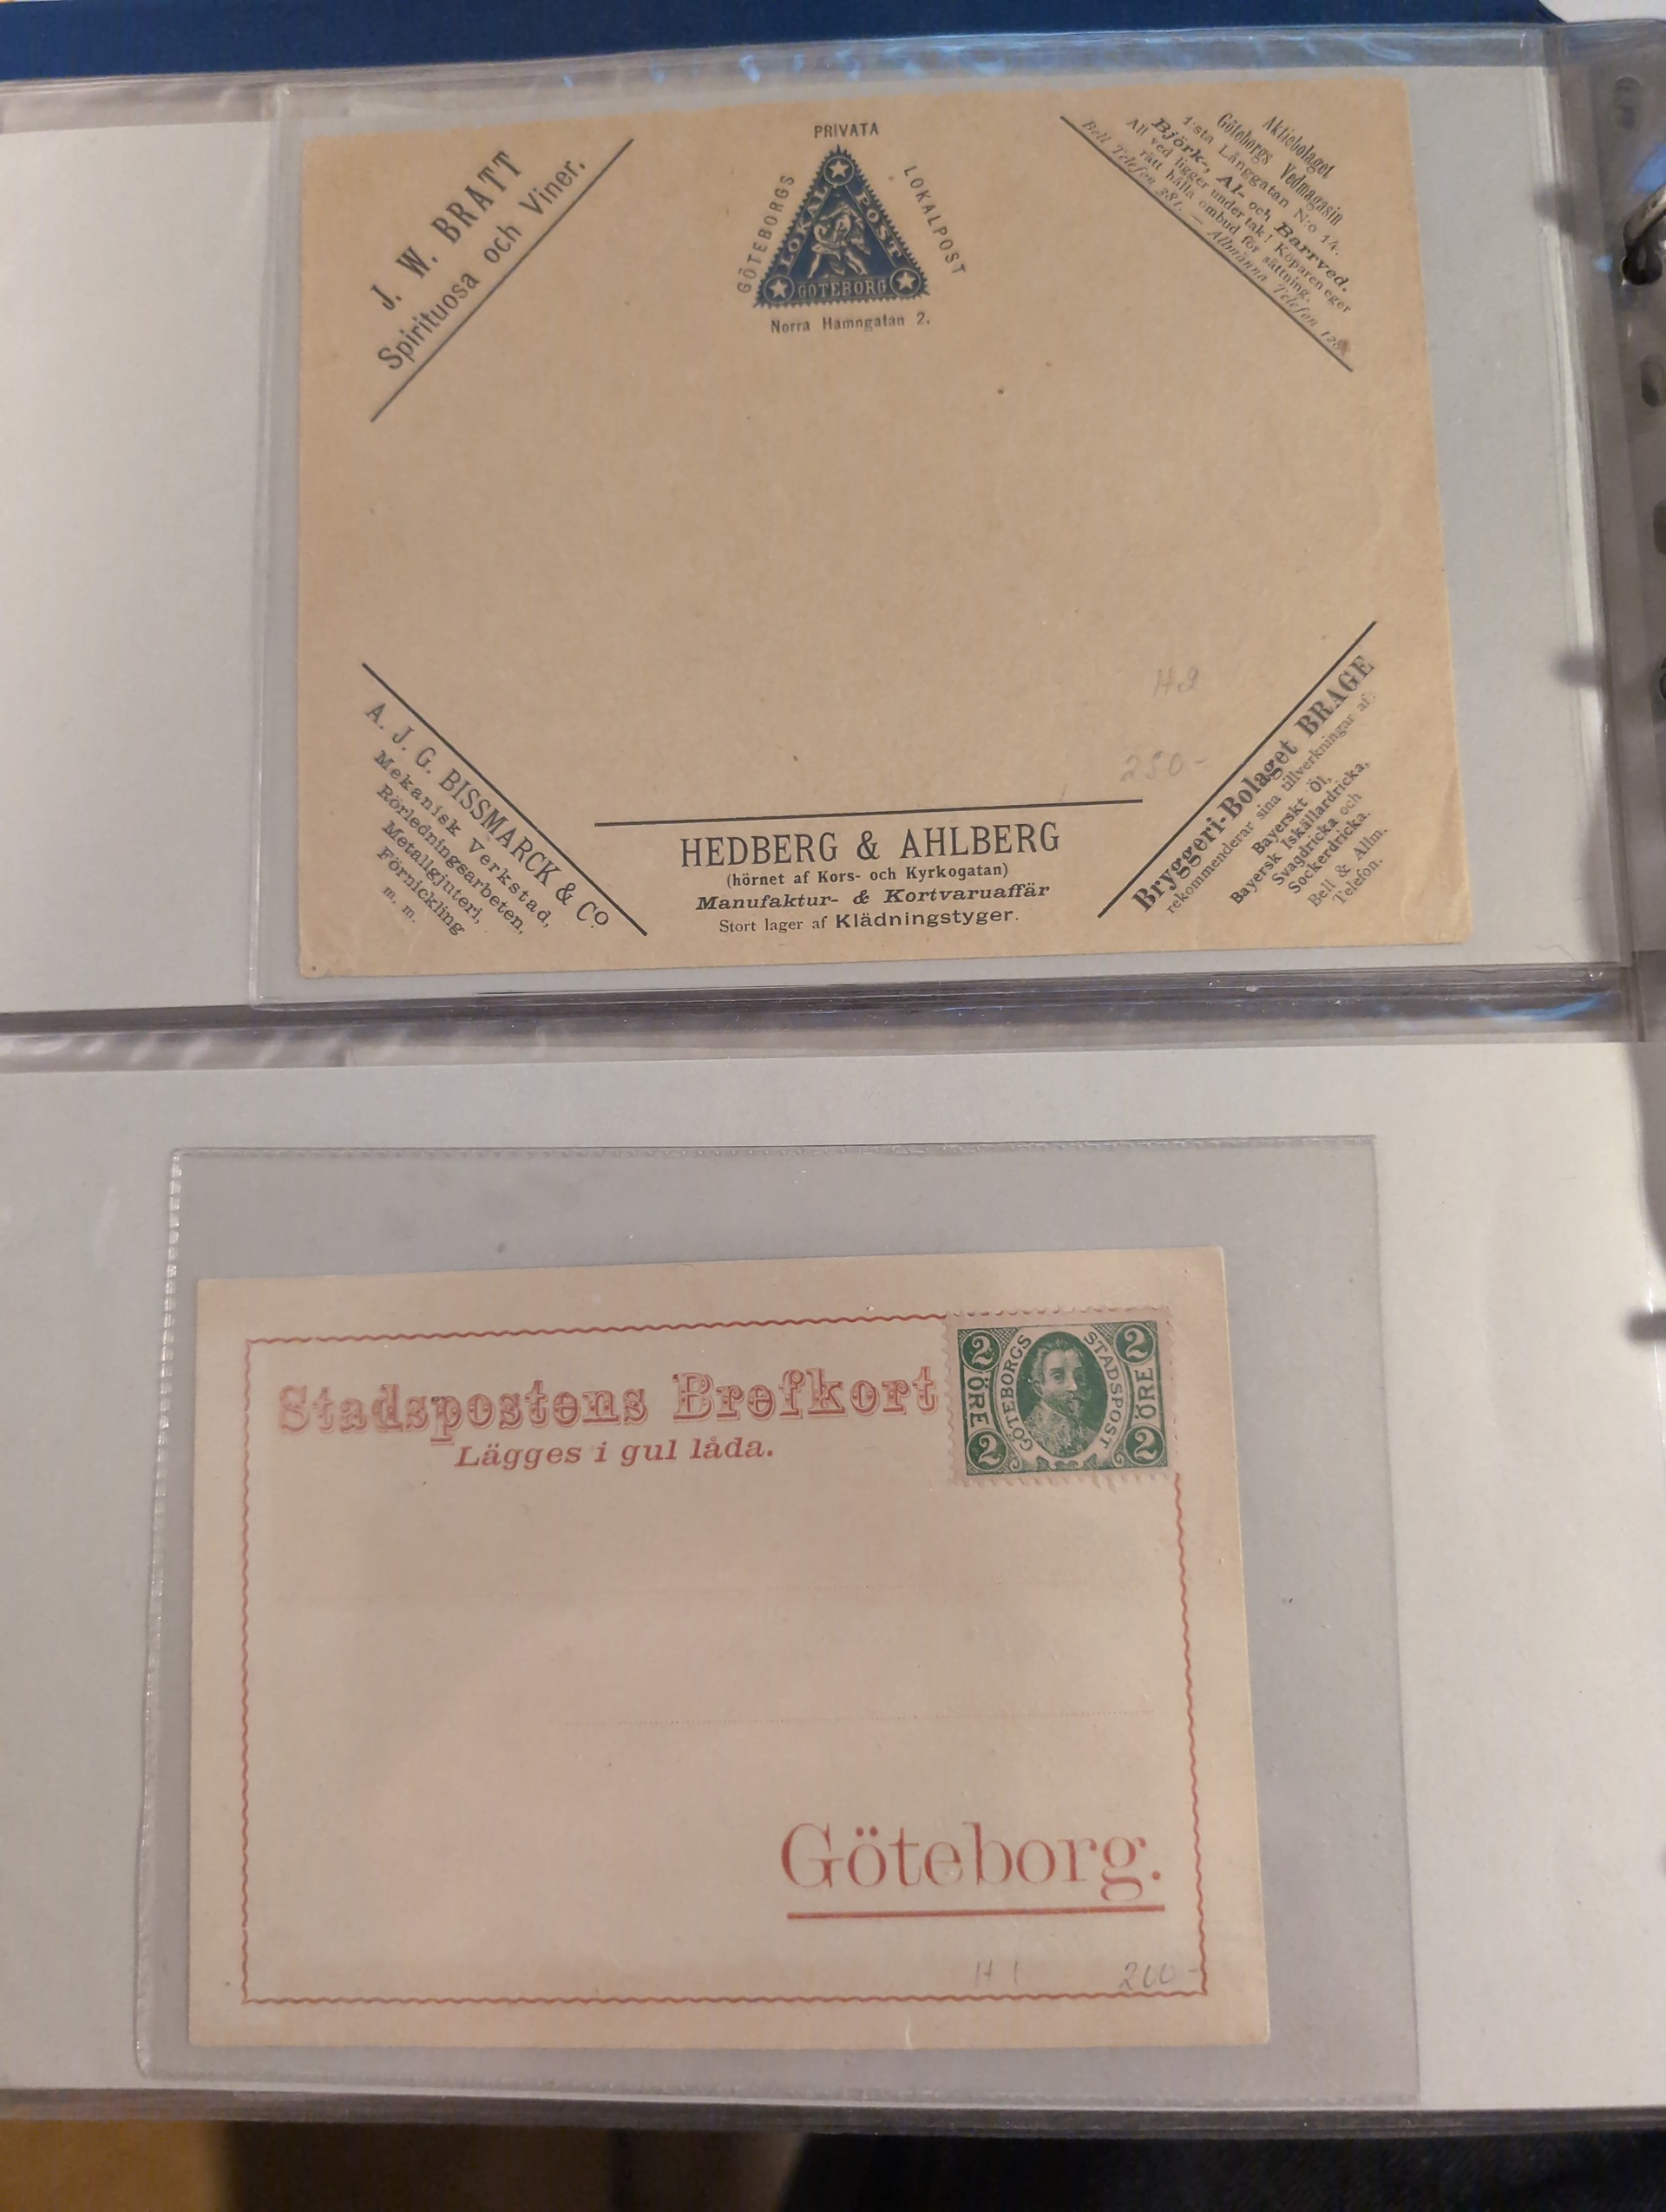 PRIVATA
GÖTEBORGS
LOKALPOST
LOKAL POST
GÖTEBORG
Norra Hamngatan 2.
J. W. BRATT
Spirituosa och Viner.
Aktiebolaget
Göteborgs Vedmagasin
1:sta Långgatan N:o 14.
Björk-, Al- och Barrved.
All ved ligger under tak! Köparen eger
rätt hålla ombud för sättning.
Bell Telefon 381. — Allmänna Telefon
A. J. G. BISSMARCK & Co.
Mekanisk Verkstad,
Rörledningsarbeten,
Metallgjuteri,
Förnickling
m. m.
HEDBERG & AHLBERG
(hörnet af Kors- och Kyrkogatan)
Manufaktur- & Kortvaruaffär
Stort lager af Klädningstyger.
H2
250-
Bryggeri-Bolaget BRAGE
rekommenderar sina tillverkningar af:
Bayerskt Öl,
Bayersk Iskällardricka,
Svagdricka och
Sockerdricka.
Bell & Allm.
Telefon.
Stadspostens Brefkort
Lägges i gul låda.
2 2
GÖTEBORGS STADSPOST
ÖRE ÖRE
2 2
Göteborg.
H1 200-